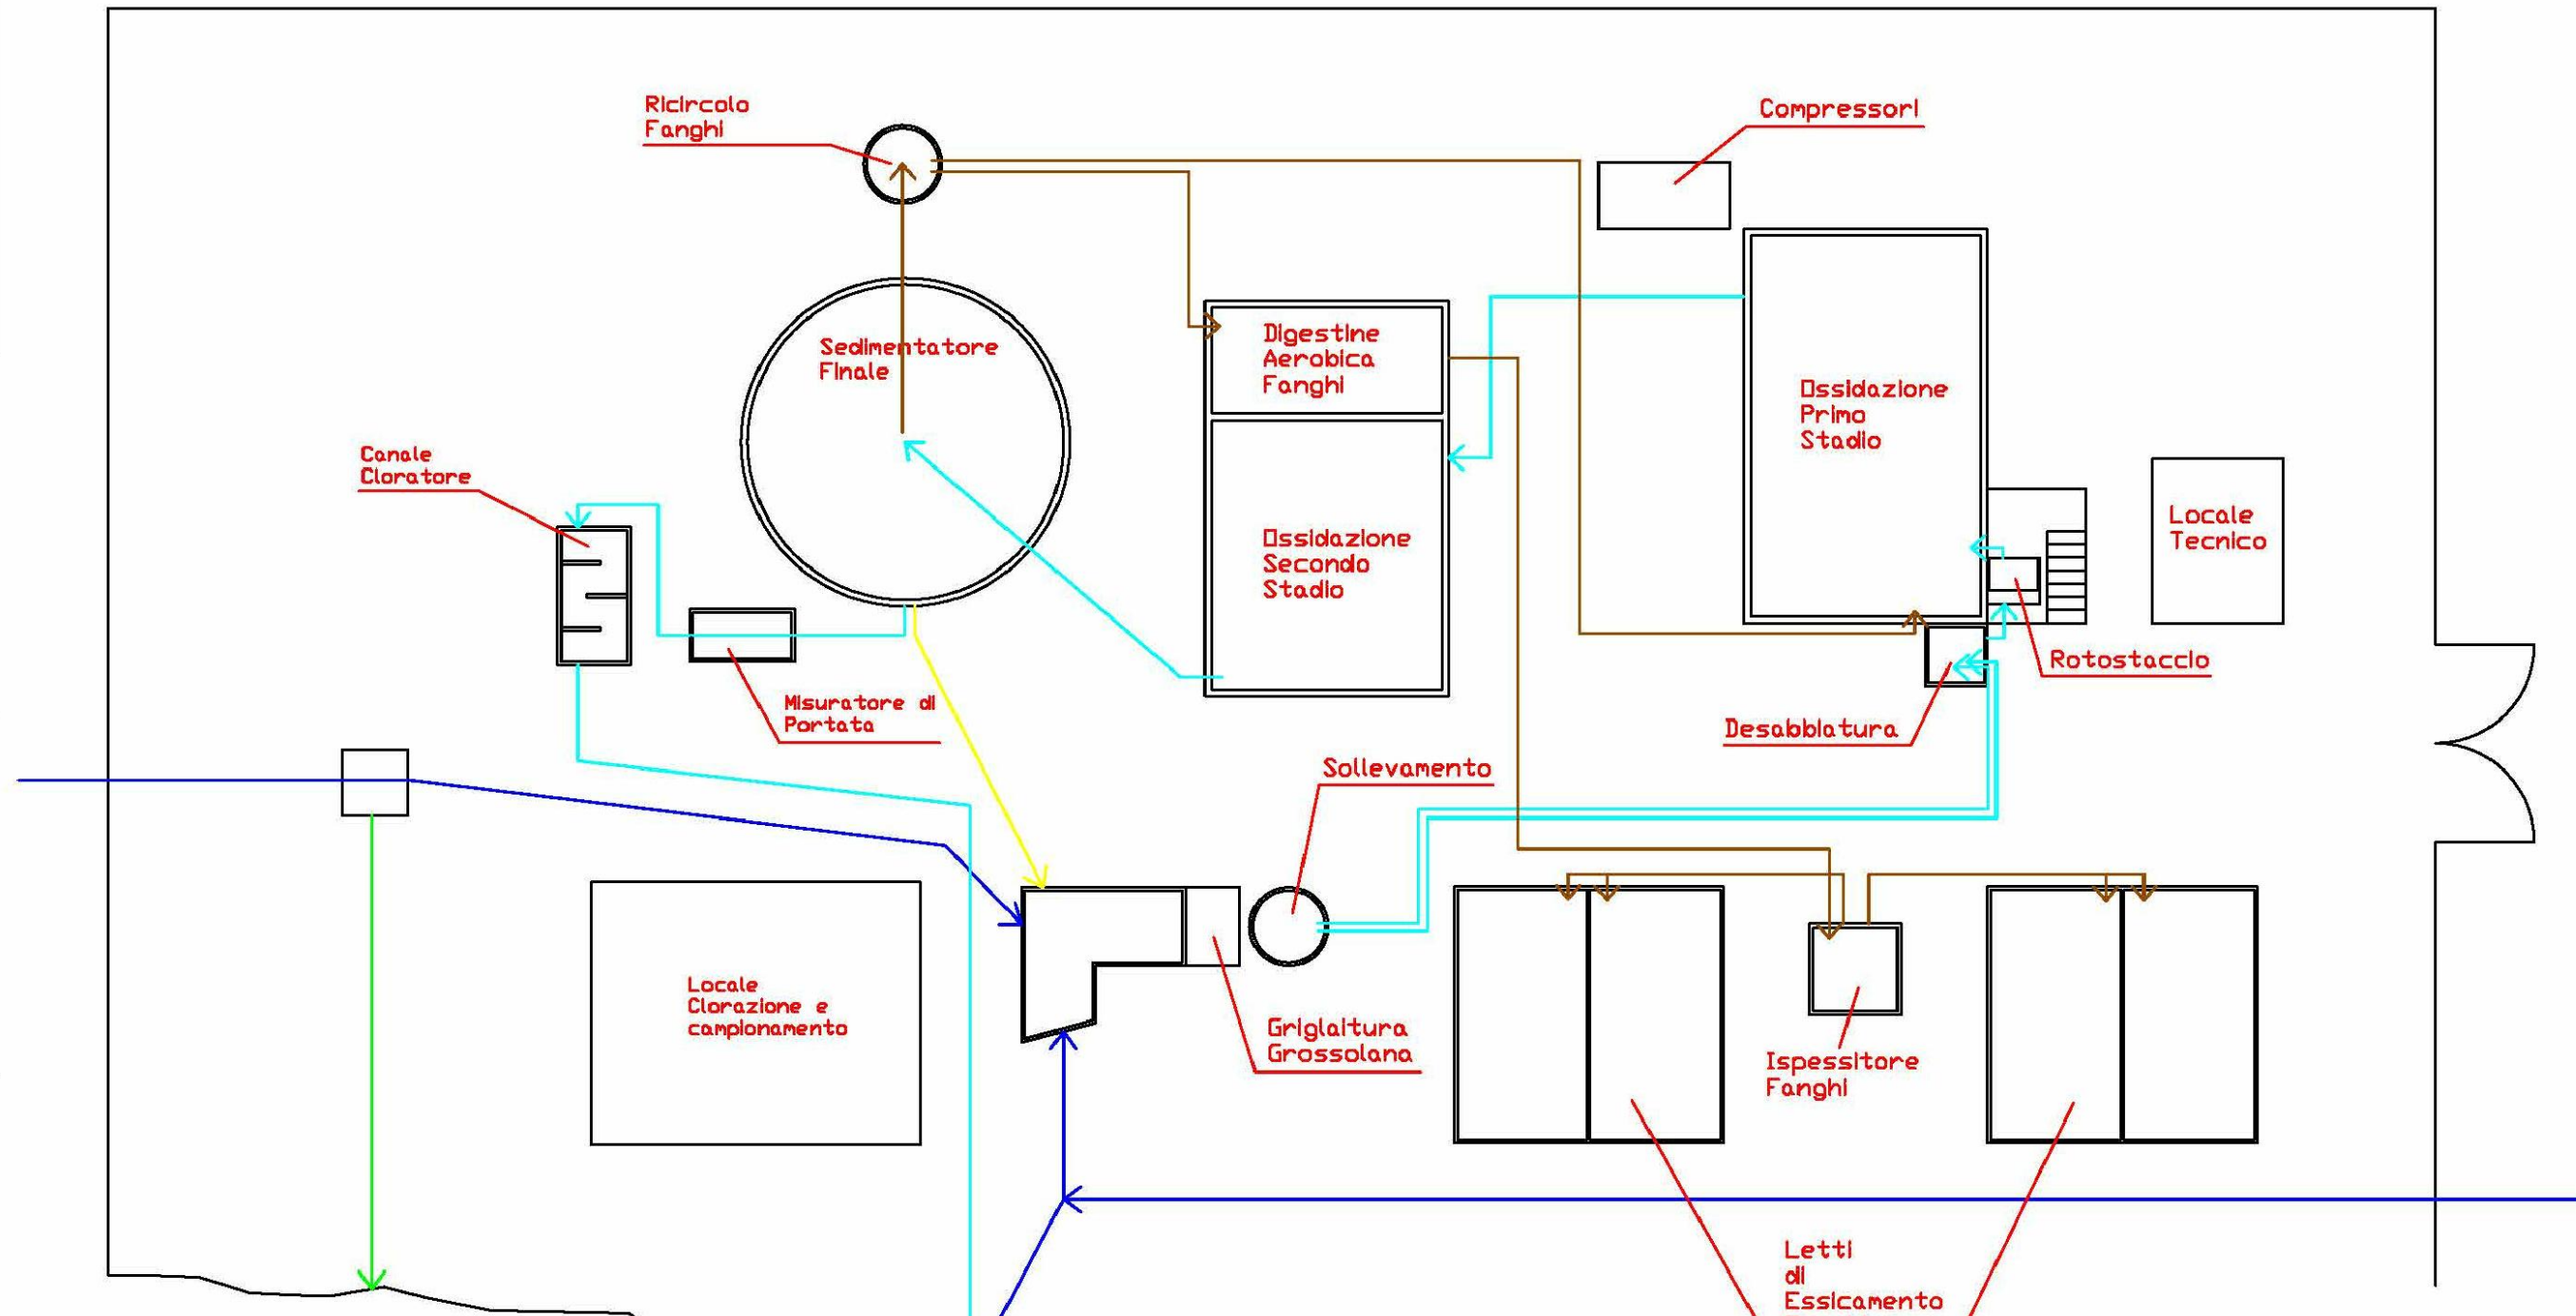 Ricircolo
Fanghi
Compressori
Sedimentatore
Finale
Digestine
Aerobica
Fanghi
Ossidazione
Primo
Stadio
Canale
Cloratore
Locale
Tecnico
Ossidazione
Secondo
Stadio
Rotostaccio
Misuratore di
Portata
Desabbiatura
Sollevamento
Locale
Clorazione e
campionamento
Griglaitura
Grossolana
Ispessitore
Fanghi
Letti
di
Essicamento